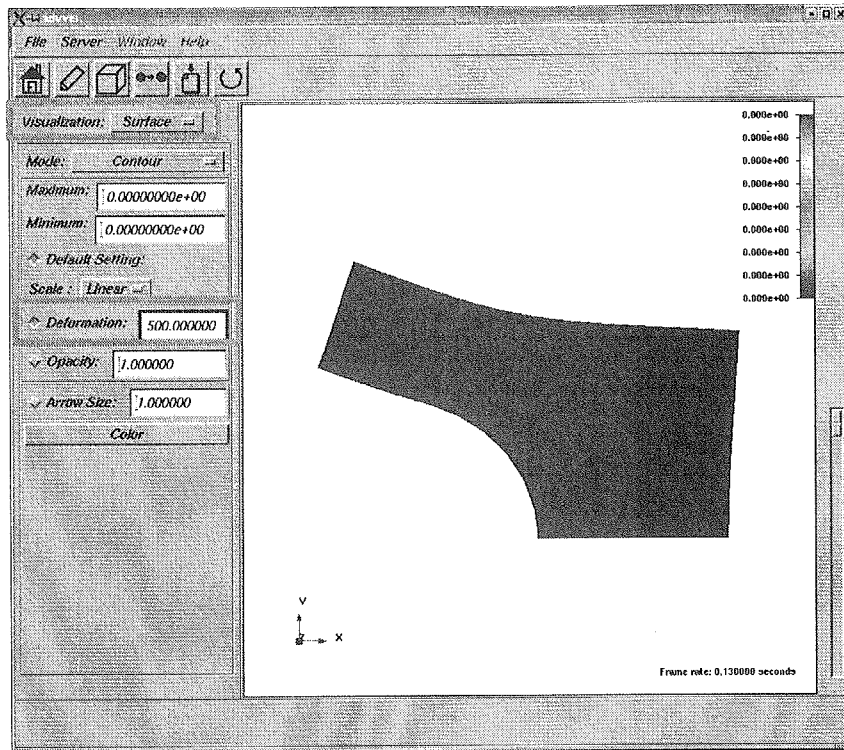 File Server Window Help
Visualization: Surface
Mode: Contour
Maximum: 0.00000000e+00
Minimum: 0.00000000e+00
Default Setting:
Scale : Linear
Deformation: 500.000000
Opacity: 1.000000
Arrow Size: 1.000000
Color
0.000e+00
0.000e+00
0.000e+00
0.000e+00
0.000e+00
0.000e+00
0.000e+00
0.000e+00
0.000e+00
Y
X
Frame rate: 0.130000 seconds